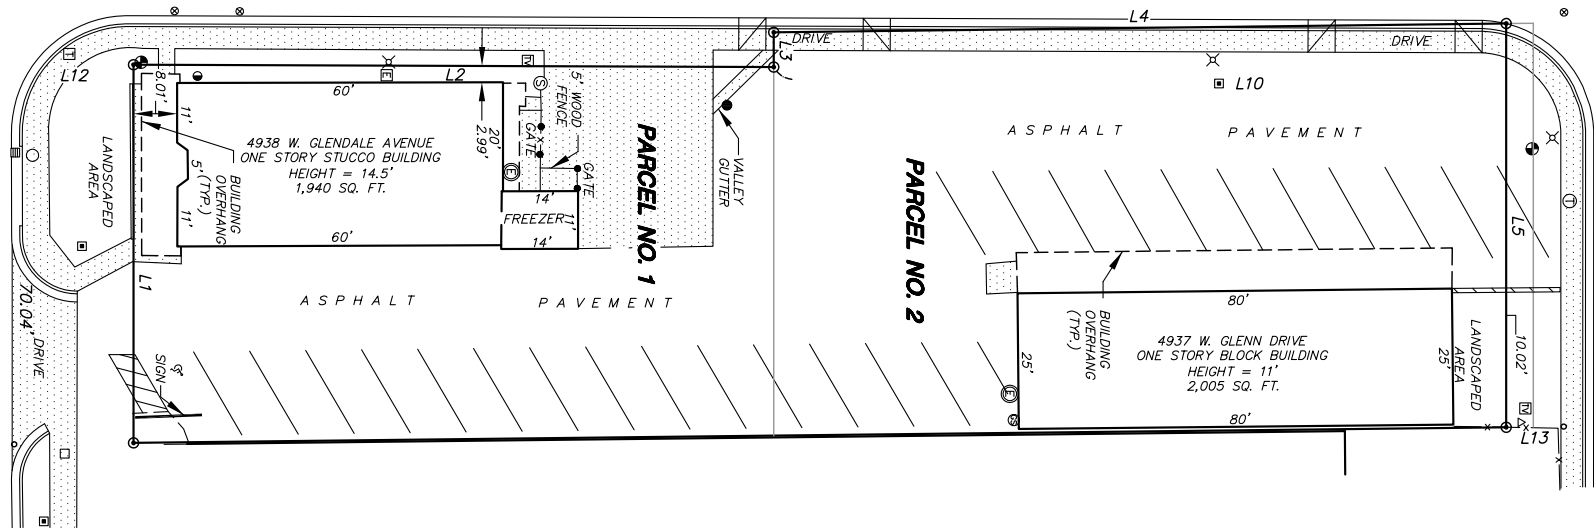 L4
DRIVE
DRIVE
L3
T
L12
TV
E
L2
S
L10
8.01'
60'
5' WOOD
FENCE
11'
4938 W. GLENDALE AVENUE
ONE STORY STUCCO BUILDING
HEIGHT = 14.5'
1,940 SQ. FT.
20'
2.99'
GATE
GATE
E
LANDSCAPED
AREA
5' (TYP.)
BUILDING
OVERHANG
11'
60'
14'
FREEZER
11'
14'
PARCEL NO. 1
VALLEY
GUTTER
ASPHALT PAVEMENT
PARCEL NO. 2
T
L5
L1
70.04'
DRIVE
ASPHALT PAVEMENT
SIGN
BUILDING
OVERHANG
(TYP.)
80'
4937 W. GLENN DRIVE
ONE STORY BLOCK BUILDING
HEIGHT = 11'
2,005 SQ. FT.
25'
25'
80'
E
LANDSCAPED
AREA
10.02'
TV
L13